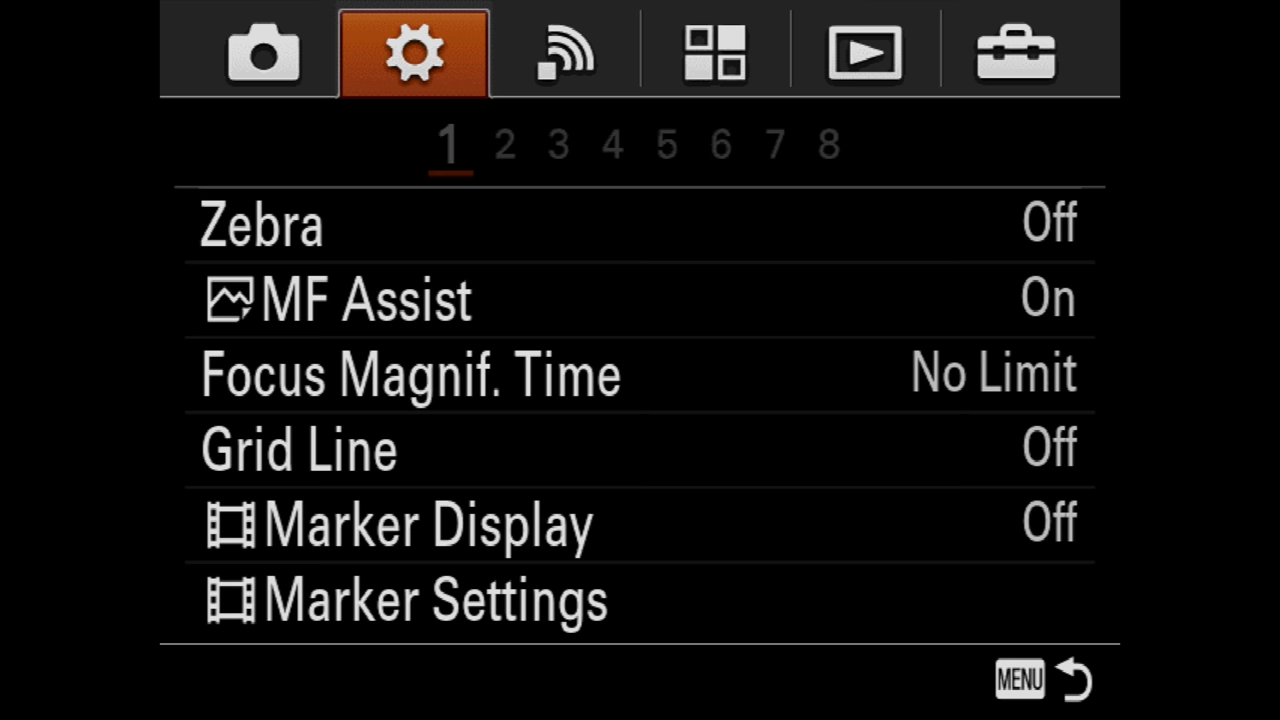 1 2 3 4 5 6 7 8
Zebra Off
MF Assist On
Focus Magnif. Time No Limit
Grid Line Off
Marker Display Off
Marker Settings
MENU